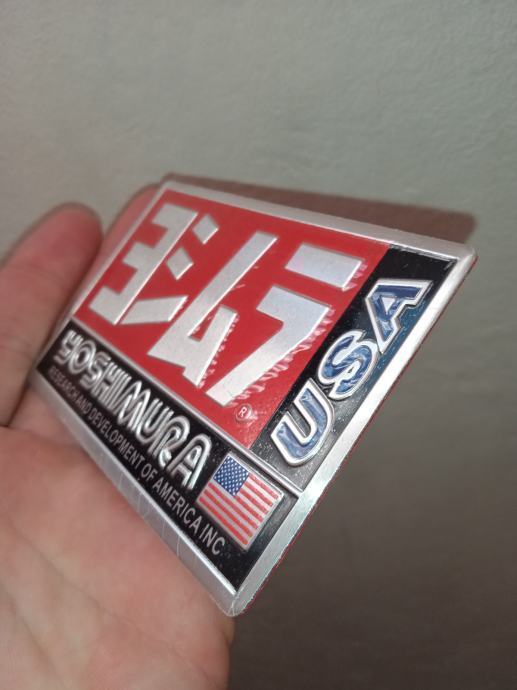 ヨシムラ
®
USA
YOSHIMURA
RESEARCH AND DEVELOPMENT OF AMERICA INC